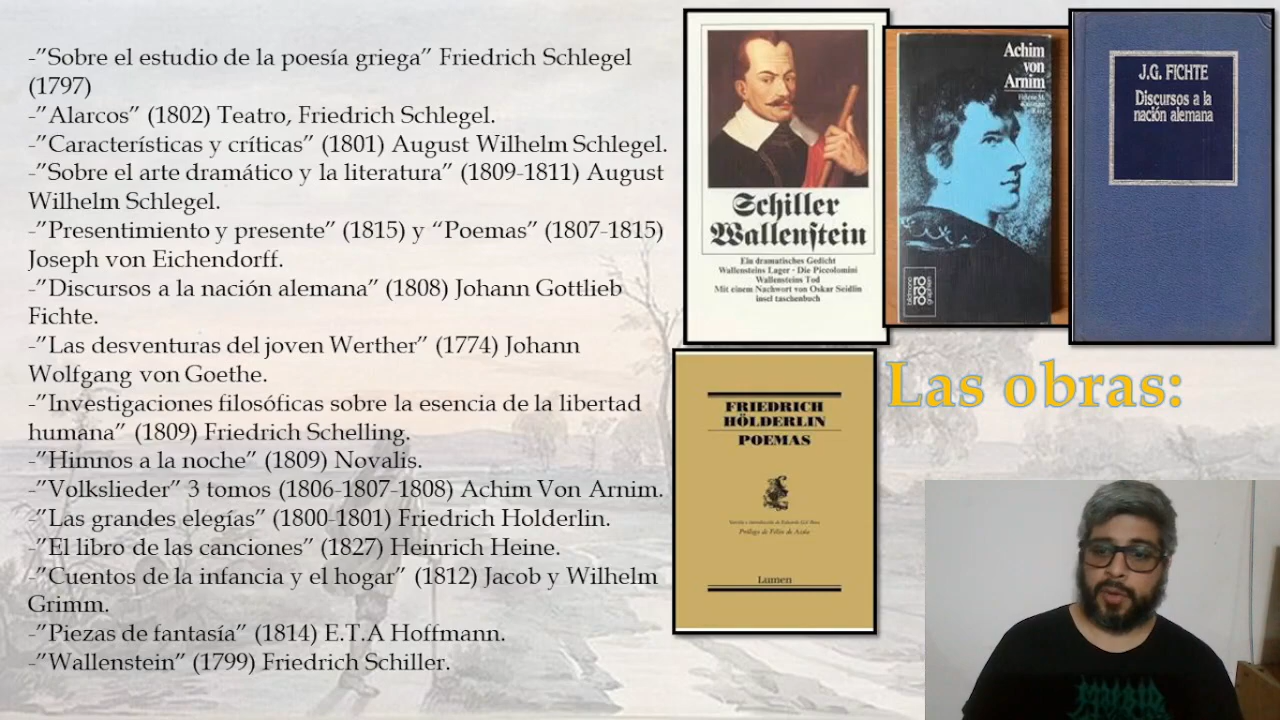 -”Sobre el estudio de la poesía griega” Friedrich Schlegel
(1797)
-”Alarcos” (1802) Teatro, Friedrich Schlegel.
-”Características y críticas” (1801) August Wilhelm Schlegel.
-”Sobre el arte dramático y la literatura” (1809-1811) August
Wilhelm Schlegel.
-”Presentimiento y presente” (1815) y “Poemas” (1807-1815)
Joseph von Eichendorff.
-”Discursos a la nación alemana” (1808) Johann Gottlieb
Fichte.
-”Las desventuras del joven Werther” (1774) Johann
Wolfgang von Goethe.
-”Investigaciones filosóficas sobre la esencia de la libertad
humana” (1809) Friedrich Schelling.
-”Himnos a la noche” (1809) Novalis.
-”Volkslieder” 3 tomos (1806-1807-1808) Achim Von Arnim.
-”Las grandes elegías” (1800-1801) Friedrich Holderlin.
-”El libro de las canciones” (1827) Heinrich Heine.
-”Cuentos de la infancia y el hogar” (1812) Jacob y Wilhelm
Grimm.
-”Piezas de fantasía” (1814) E.T.A Hoffmann.
-”Wallenstein” (1799) Friedrich Schiller.
Schiller
Wallenſtein
Ein dramatisches Gedicht
Wallensteins Lager · Die Piccolomini
Wallensteins Tod
Mit einem Nachwort von Oskar Seidlin
insel taschenbuch
Achim
von
Arnim
J.G. FICHTE
Discursos a la
nación alemana
Las obras:
FRIEDRICH
HÖLDERLIN
POEMAS
Prólogo de Félix de Azúa
Lumen